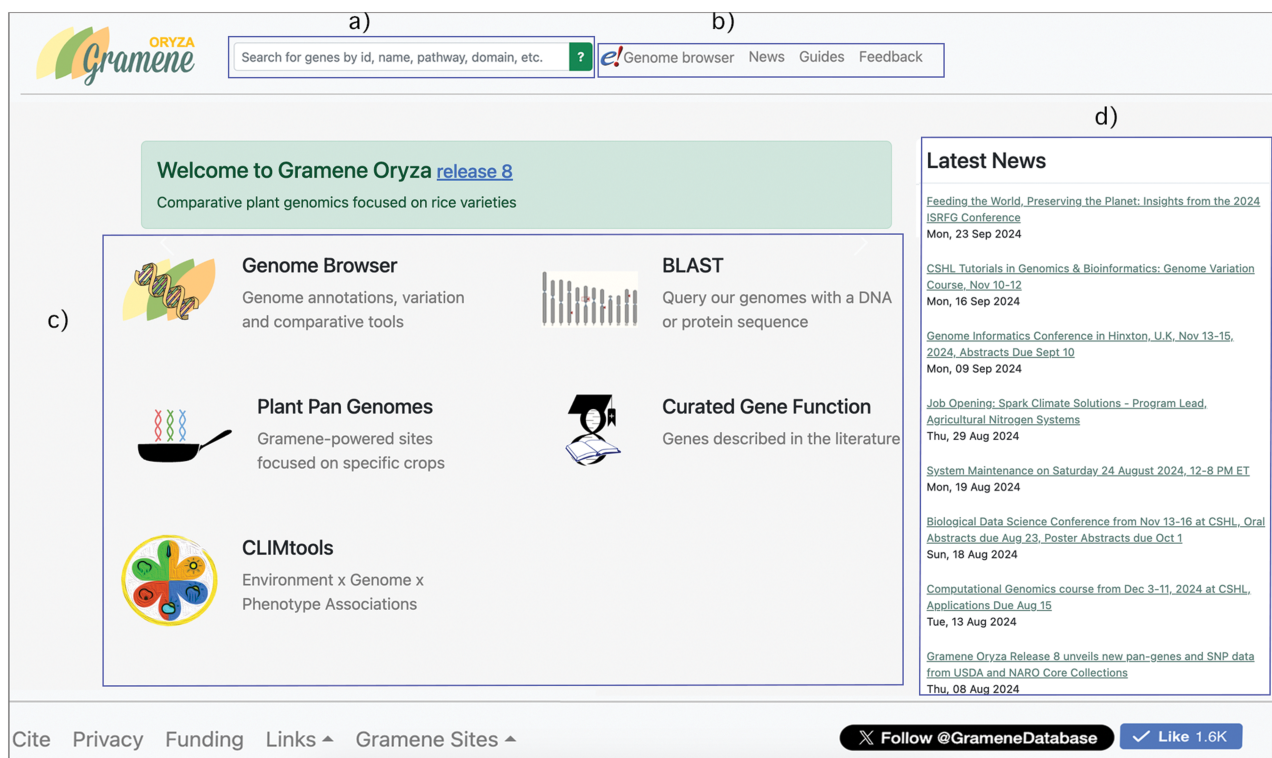 a)
b)
ORYZA
Gramene
Search for genes by id, name, pathway, domain, etc.
?
e! Genome browser News Guides Feedback
d)
Welcome to Gramene Oryza release 8
Comparative plant genomics focused on rice varieties
c)
Genome Browser
Genome annotations, variation
and comparative tools
BLAST
Query our genomes with a DNA
or protein sequence
Plant Pan Genomes
Gramene-powered sites
focused on specific crops
Curated Gene Function
Genes described in the literature
CLIMtools
Environment x Genome x
Phenotype Associations
Latest News
Feeding the World, Preserving the Planet: Insights from the 2024
ISRFG Conference
Mon, 23 Sep 2024
CSHL Tutorials in Genomics & Bioinformatics: Genome Variation
Course, Nov 10-12
Mon, 16 Sep 2024
Genome Informatics Conference in Hinxton, U.K, Nov 13-15,
2024, Abstracts Due Sept 10
Mon, 09 Sep 2024
Job Opening: Spark Climate Solutions - Program Lead,
Agricultural Nitrogen Systems
Thu, 29 Aug 2024
System Maintenance on Saturday 24 August 2024, 12-8 PM ET
Mon, 19 Aug 2024
Biological Data Science Conference from Nov 13-16 at CSHL, Oral
Abstracts due Aug 23, Poster Abstracts due Oct 1
Sun, 18 Aug 2024
Computational Genomics course from Dec 3-11, 2024 at CSHL,
Applications Due Aug 15
Tue, 13 Aug 2024
Gramene Oryza Release 8 unveils new pan-genes and SNP data
from USDA and NARO Core Collections
Thu, 08 Aug 2024
Cite Privacy Funding Links Gramene Sites
X Follow @GrameneDatabase
Like 1.6K